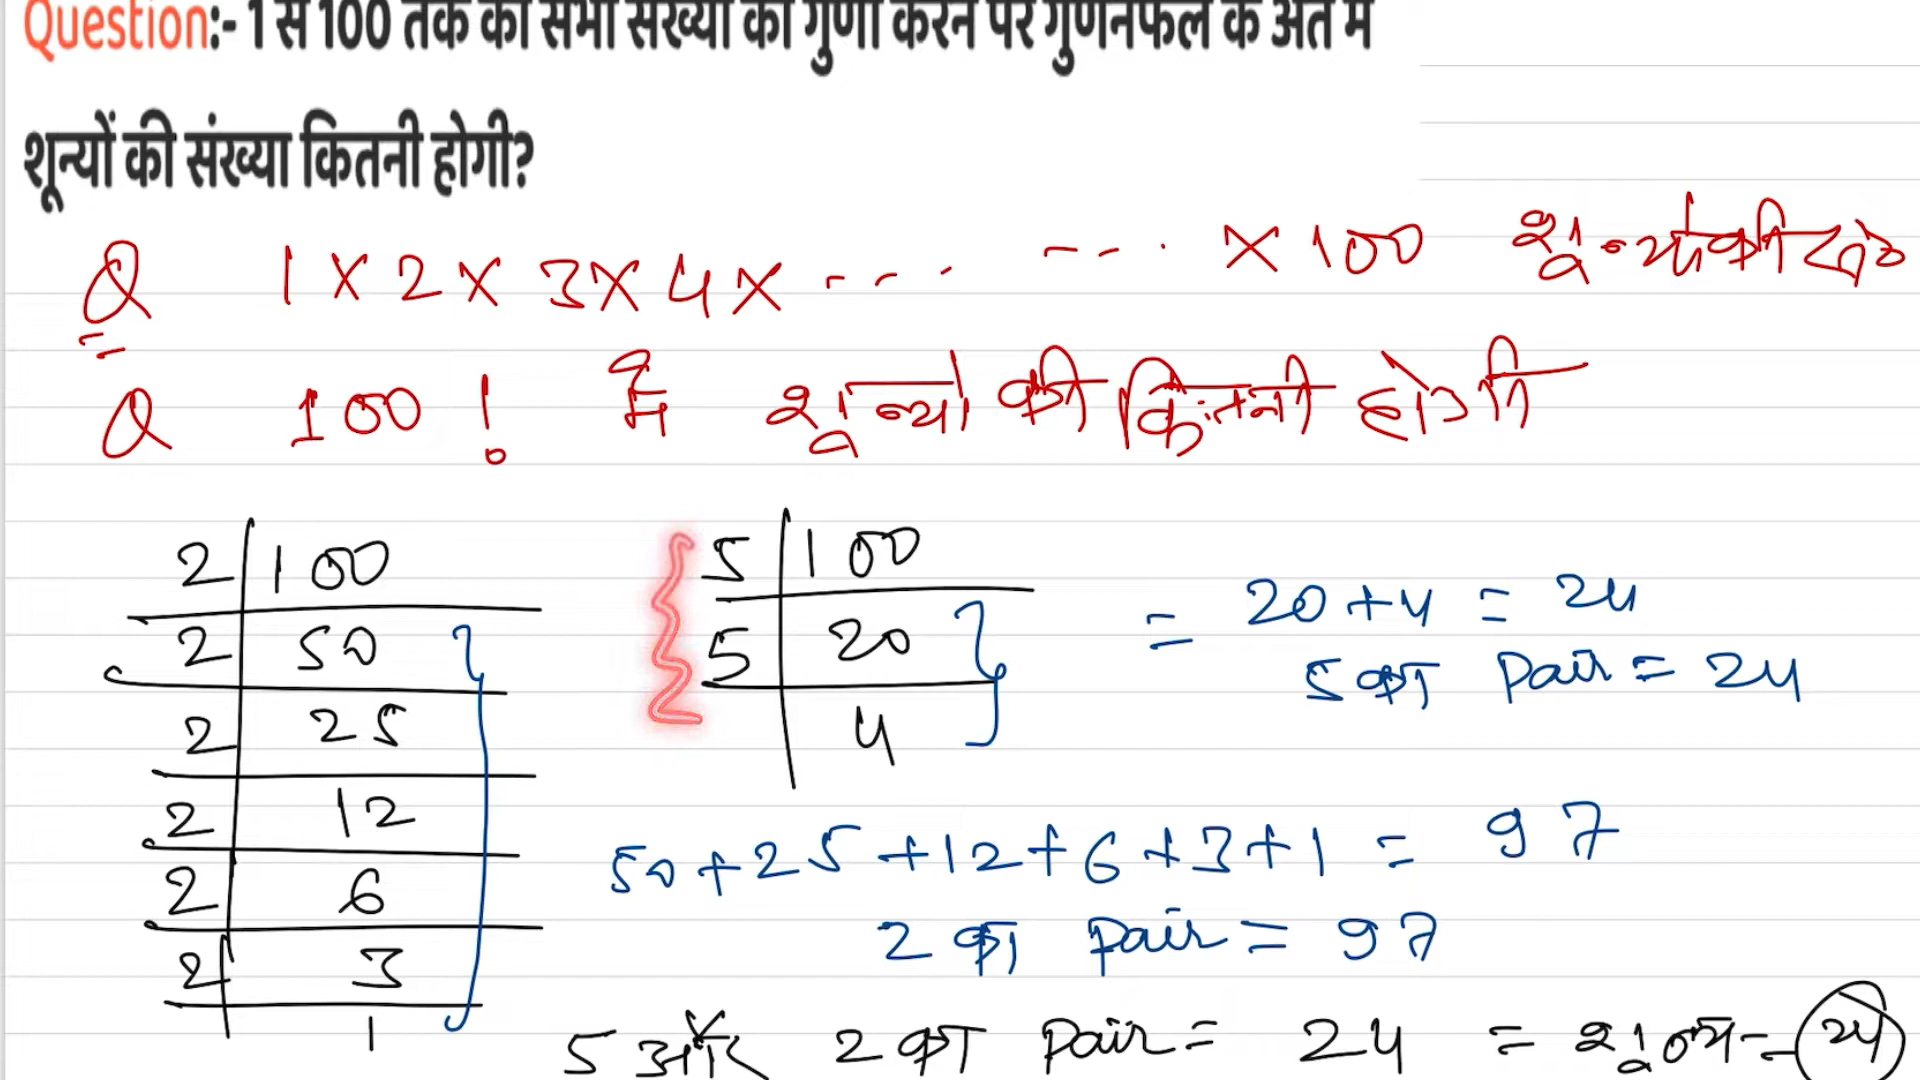 Question:- 1 से 100 तक की सभी संख्या को गुणा करने पर गुणनफल के अंत में
शून्यों की संख्या कितनी होगी?
Q 1 X 2 X 3 X 4 X --- --- X 100 शून्यों की
Q 100 ! में शून्यों की कितनी होगी
2 | 100
2 | 50
2 | 25
2 | 12
2 | 6
2 | 3
1
5 | 100
5 | 20
4
= 20 + 4 = 24
5 का Pair = 24
50 + 25 + 12 + 6 + 3 + 1 = 97
2 का Pair = 97
5 और 2 का Pair = 24 = शून्य = 24